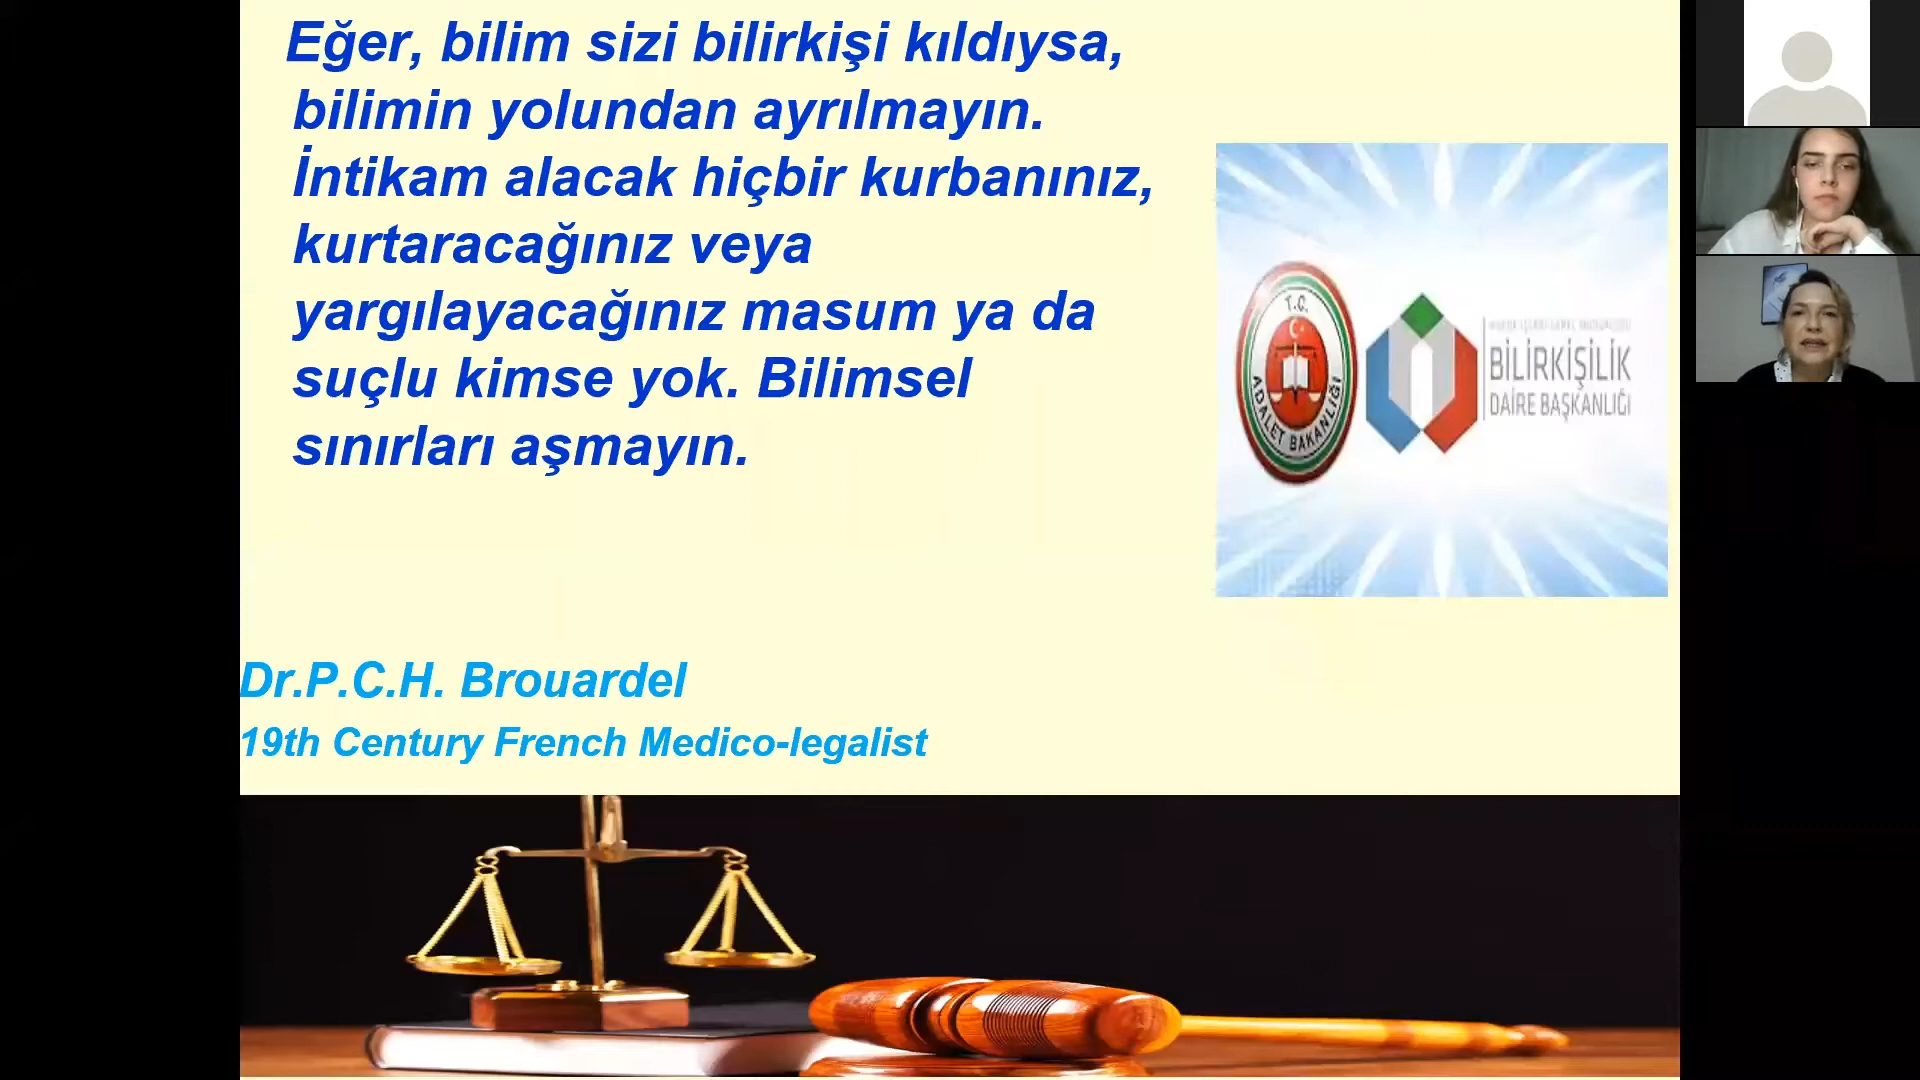 Eğer, bilim sizi bilirkişi kıldıysa,
bilimin yolundan ayrılmayın.
İntikam alacak hiçbir kurbanınız,
kurtaracağınız veya
yargılayacağınız masum ya da
suçlu kimse yok. Bilimsel
sınırları aşmayın.
T.C.
ADALET BAKANLIĞI
BİLİRKİŞİLİK
DAİRE BAŞKANLIĞI
Dr.P.C.H. Brouardel
19th Century French Medico-legalist